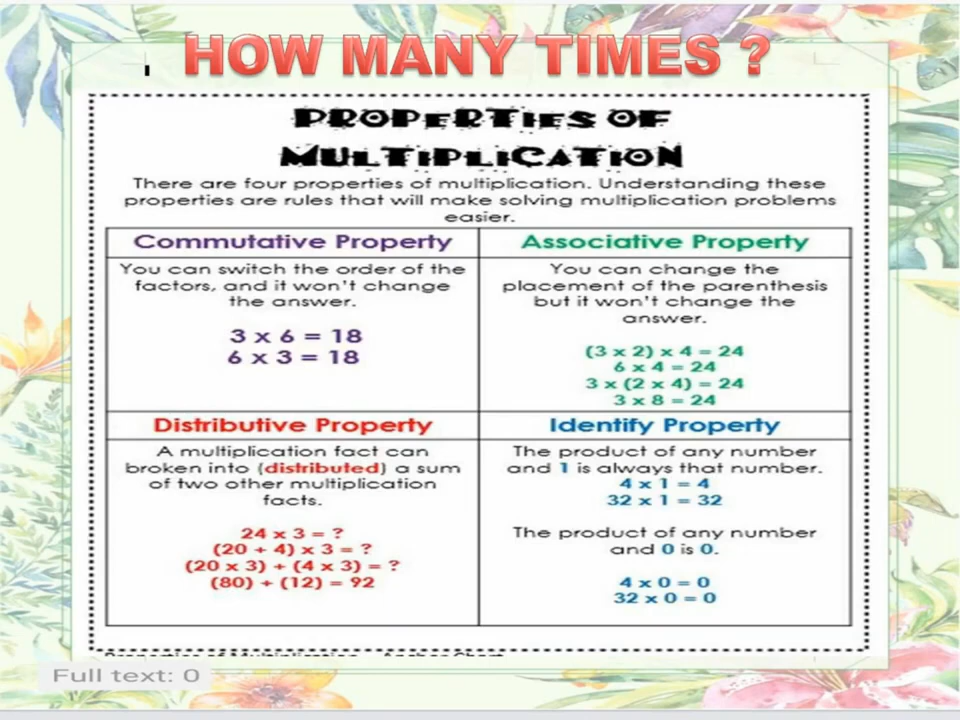 HOW MANY TIMES ?
PROPERTIES OF
MULTIPLICATION
There are four properties of multiplication. Understanding these
properties are rules that will make solving multiplication problems
easier.
Commutative Property
You can switch the order of the
factors, and it won't change
the answer.
3 x 6 = 18
6 x 3 = 18
Associative Property
You can change the
placement of the parenthesis
but it won't change the
answer.
(3 x 2) x 4 = 24
6 x 4 = 24
3 x (2 x 4) = 24
3 x 8 = 24
Distributive Property
A multiplication fact can
broken into (distributed) a sum
of two other multiplication
facts.
24 x 3 = ?
(20 + 4) x 3 = ?
(20 x 3) + (4 x 3) = ?
(80) + (12) = 92
Identify Property
The product of any number
and 1 is always that number.
4 x 1 = 4
32 x 1 = 32
The product of any number
and 0 is 0.
4 x 0 = 0
32 x 0 = 0
Full text: 0